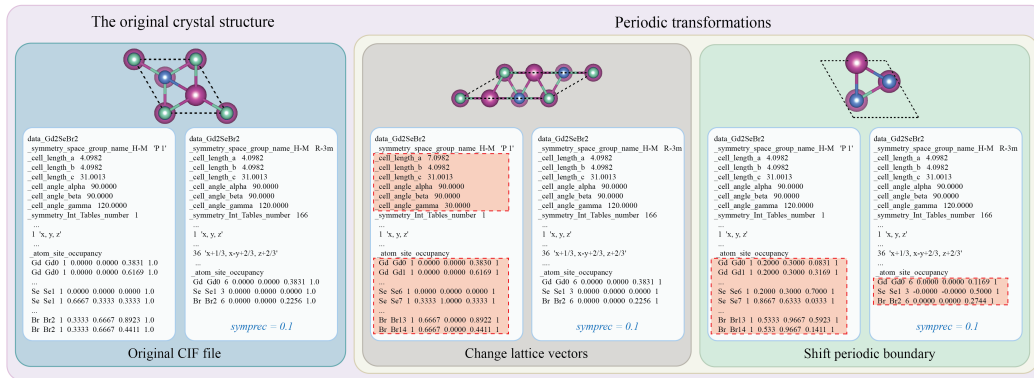 The original crystal structure
Periodic transformations
data_Gd2SeBr2
_symmetry_space_group_name_H-M 'P 1'
_cell_length_a 4.0982
_cell_length_b 4.0982
_cell_length_c 31.0013
_cell_angle_alpha 90.0000
_cell_angle_beta 90.0000
_cell_angle_gamma 120.0000
_symmetry_Int_Tables_number 1
...
1 'x, y, z'
...
_atom_site_occupancy
Gd Gd0 1 0.0000 0.0000 0.3831 1.0
Gd Gd0 1 0.0000 0.0000 0.6169 1.0
...
Se Se1 1 0.0000 0.0000 0.0000 1.0
Se Se1 1 0.6667 0.3333 0.3333 1.0
...
Br Br2 1 0.3333 0.6667 0.8923 1.0
Br Br2 1 0.3333 0.6667 0.4411 1.0
data_Gd2SeBr2
_symmetry_space_group_name_H-M R-3m
_cell_length_a 4.0982
_cell_length_b 4.0982
_cell_length_c 31.0013
_cell_angle_alpha 90.0000
_cell_angle_beta 90.0000
_cell_angle_gamma 120.0000
_symmetry_Int_Tables_number 166
...
1 'x, y, z'
...
36 'x+1/3, x-y+2/3, z+2/3'
...
_atom_site_occupancy
Gd Gd0 6 0.0000 0.0000 0.3831 1.0
Se Se1 3 0.0000 0.0000 0.0000 1.0
Br Br2 6 0.0000 0.0000 0.2256 1.0
symprec = 0.1
Original CIF file
data_Gd2SeBr2
_symmetry_space_group_name_H-M 'P 1'
_cell_length_a 7.0982
_cell_length_b 4.0982
_cell_length_c 31.0013
_cell_angle_alpha 90.0000
_cell_angle_beta 90.0000
_cell_angle_gamma 30.0000
_symmetry_Int_Tables_number 1
...
1 'x, y, z'
...
_atom_site_occupancy
Gd Gd0 1 0.0000 0.0000 0.3830 1
Gd Gd1 1 0.0000 0.0000 0.6169 1
...
Se Se6 1 0.0000 0.0000 0.0000 1
Se Se7 1 0.3333 1.0000 0.3333 1
...
Br Br13 1 0.6667 0.0000 0.8922 1
Br Br14 1 0.6667 0.0000 0.4411 1
data_Gd2SeBr2
_symmetry_space_group_name_H-M R-3m
_cell_length_a 4.0982
_cell_length_b 4.0982
_cell_length_c 31.0013
_cell_angle_alpha 90.0000
_cell_angle_beta 90.0000
_cell_angle_gamma 120.0000
_symmetry_Int_Tables_number 166
...
1 'x, y, z'
...
36 'x+1/3, x-y+2/3, z+2/3'
...
_atom_site_occupancy
Gd Gd0 6 0.0000 0.0000 0.3831 1
Se Se1 3 0.0000 0.0000 0.0000 1
Br Br2 6 0.0000 0.0000 0.2256 1
symprec = 0.1
Change lattice vectors
data_Gd2SeBr2
_symmetry_space_group_name_H-M 'P 1'
_cell_length_a 4.0982
_cell_length_b 4.0982
_cell_length_c 31.0013
_cell_angle_alpha 90.0000
_cell_angle_beta 90.0000
_cell_angle_gamma 120.0000
_symmetry_Int_Tables_number 1
...
1 'x, y, z'
...
_atom_site_occupancy
Gd Gd0 1 0.2000 0.3000 0.0831 1
Gd Gd1 1 0.2000 0.3000 0.3169 1
...
Se Se6 1 0.2000 0.3000 0.7000 1
Se Se7 1 0.8667 0.6333 0.0333 1
...
Br Br13 1 0.5333 0.9667 0.5923 1
Br Br14 1 0.533 0.9667 0.1411 1
data_Gd2SeBr2
_symmetry_space_group_name_H-M R-3m
_cell_length_a 4.0982
_cell_length_b 4.0982
_cell_length_c 31.0013
_cell_angle_alpha 90.0000
_cell_angle_beta 90.0000
_cell_angle_gamma 120.0000
_symmetry_Int_Tables_number 166
...
1 'x, y, z'
...
36 'x+1/3, x-y+2/3, z+2/3'
...
_atom_site_occupancy
Gd Gd0 6 0.0000 0.0000 0.1169 1
Se Se1 3 -0.0000 -0.0000 0.5000 1
Br Br2 6 0.0000 0.0000 0.2744 1
symprec = 0.1
Shift periodic boundary